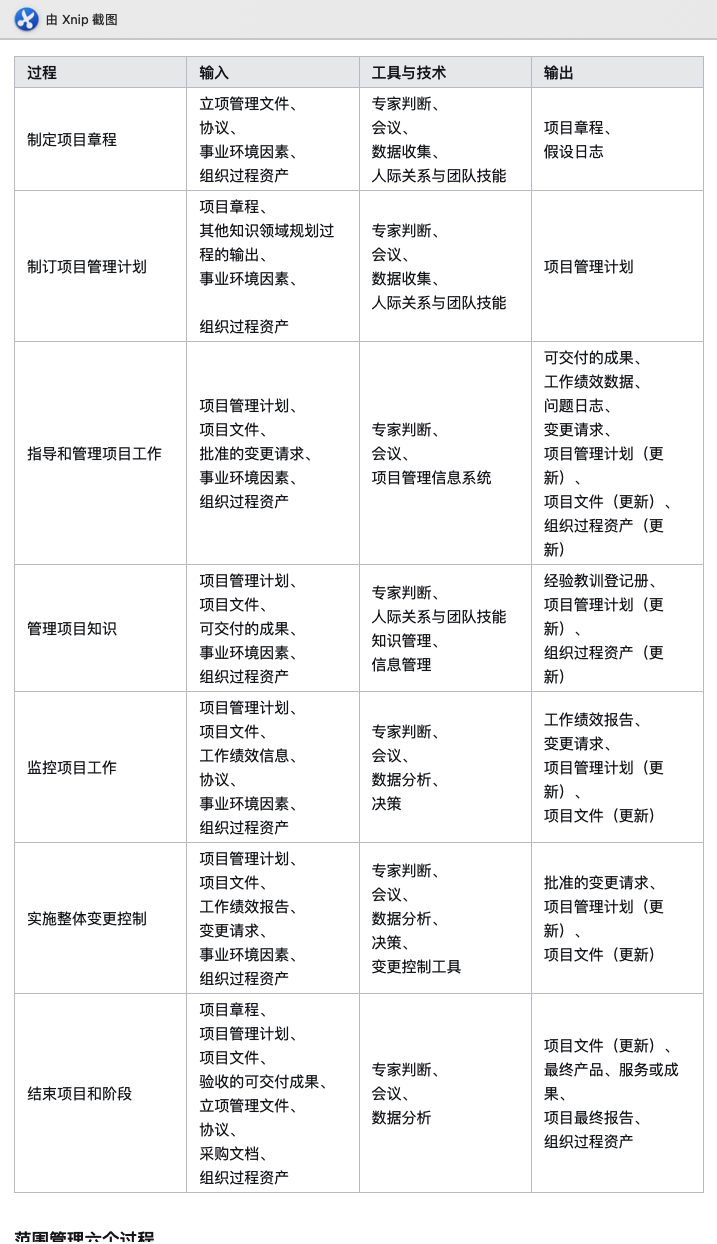 由 Xnip 截图
过程
输入
工具与技术
输出
制定项目章程
立项管理文件、
协议、
事业环境因素、
组织过程资产
专家判断、
会议、
数据收集、
人际关系与团队技能
项目章程、
假设日志
制订项目管理计划
项目章程、
其他知识领域规划过
程的输出、
事业环境因素、
组织过程资产
专家判断、
会议、
数据收集、
人际关系与团队技能
项目管理计划
指导和管理项目工作
项目管理计划、
项目文件、
批准的变更请求、
事业环境因素、
组织过程资产
专家判断、
会议、
项目管理信息系统
可交付的成果、
工作绩效数据、
问题日志、
变更请求、
项目管理计划（更
新）、
项目文件（更新）、
组织过程资产（更
新）
管理项目知识
项目管理计划、
项目文件、
可交付的成果、
事业环境因素、
组织过程资产
专家判断、
人际关系与团队技能
知识管理、
信息管理
经验教训登记册、
项目管理计划（更
新）、
组织过程资产（更
新）
监控项目工作
项目管理计划、
项目文件、
工作绩效信息、
协议、
事业环境因素、
组织过程资产
专家判断、
会议、
数据分析、
决策
工作绩效报告、
变更请求、
项目管理计划（更
新）、
项目文件（更新）
实施整体变更控制
项目管理计划、
项目文件、
工作绩效报告、
变更请求、
事业环境因素、
组织过程资产
专家判断、
会议、
数据分析、
决策、
变更控制工具
批准的变更请求、
项目管理计划（更
新）、
项目文件（更新）
结束项目和阶段
项目章程、
项目管理计划、
项目文件、
验收的可交付成果、
立项管理文件、
协议、
采购文档、
组织过程资产
专家判断、
会议、
数据分析
项目文件（更新）、
最终产品、服务或成
果、
项目最终报告、
组织过程资产
范围管理六个过程